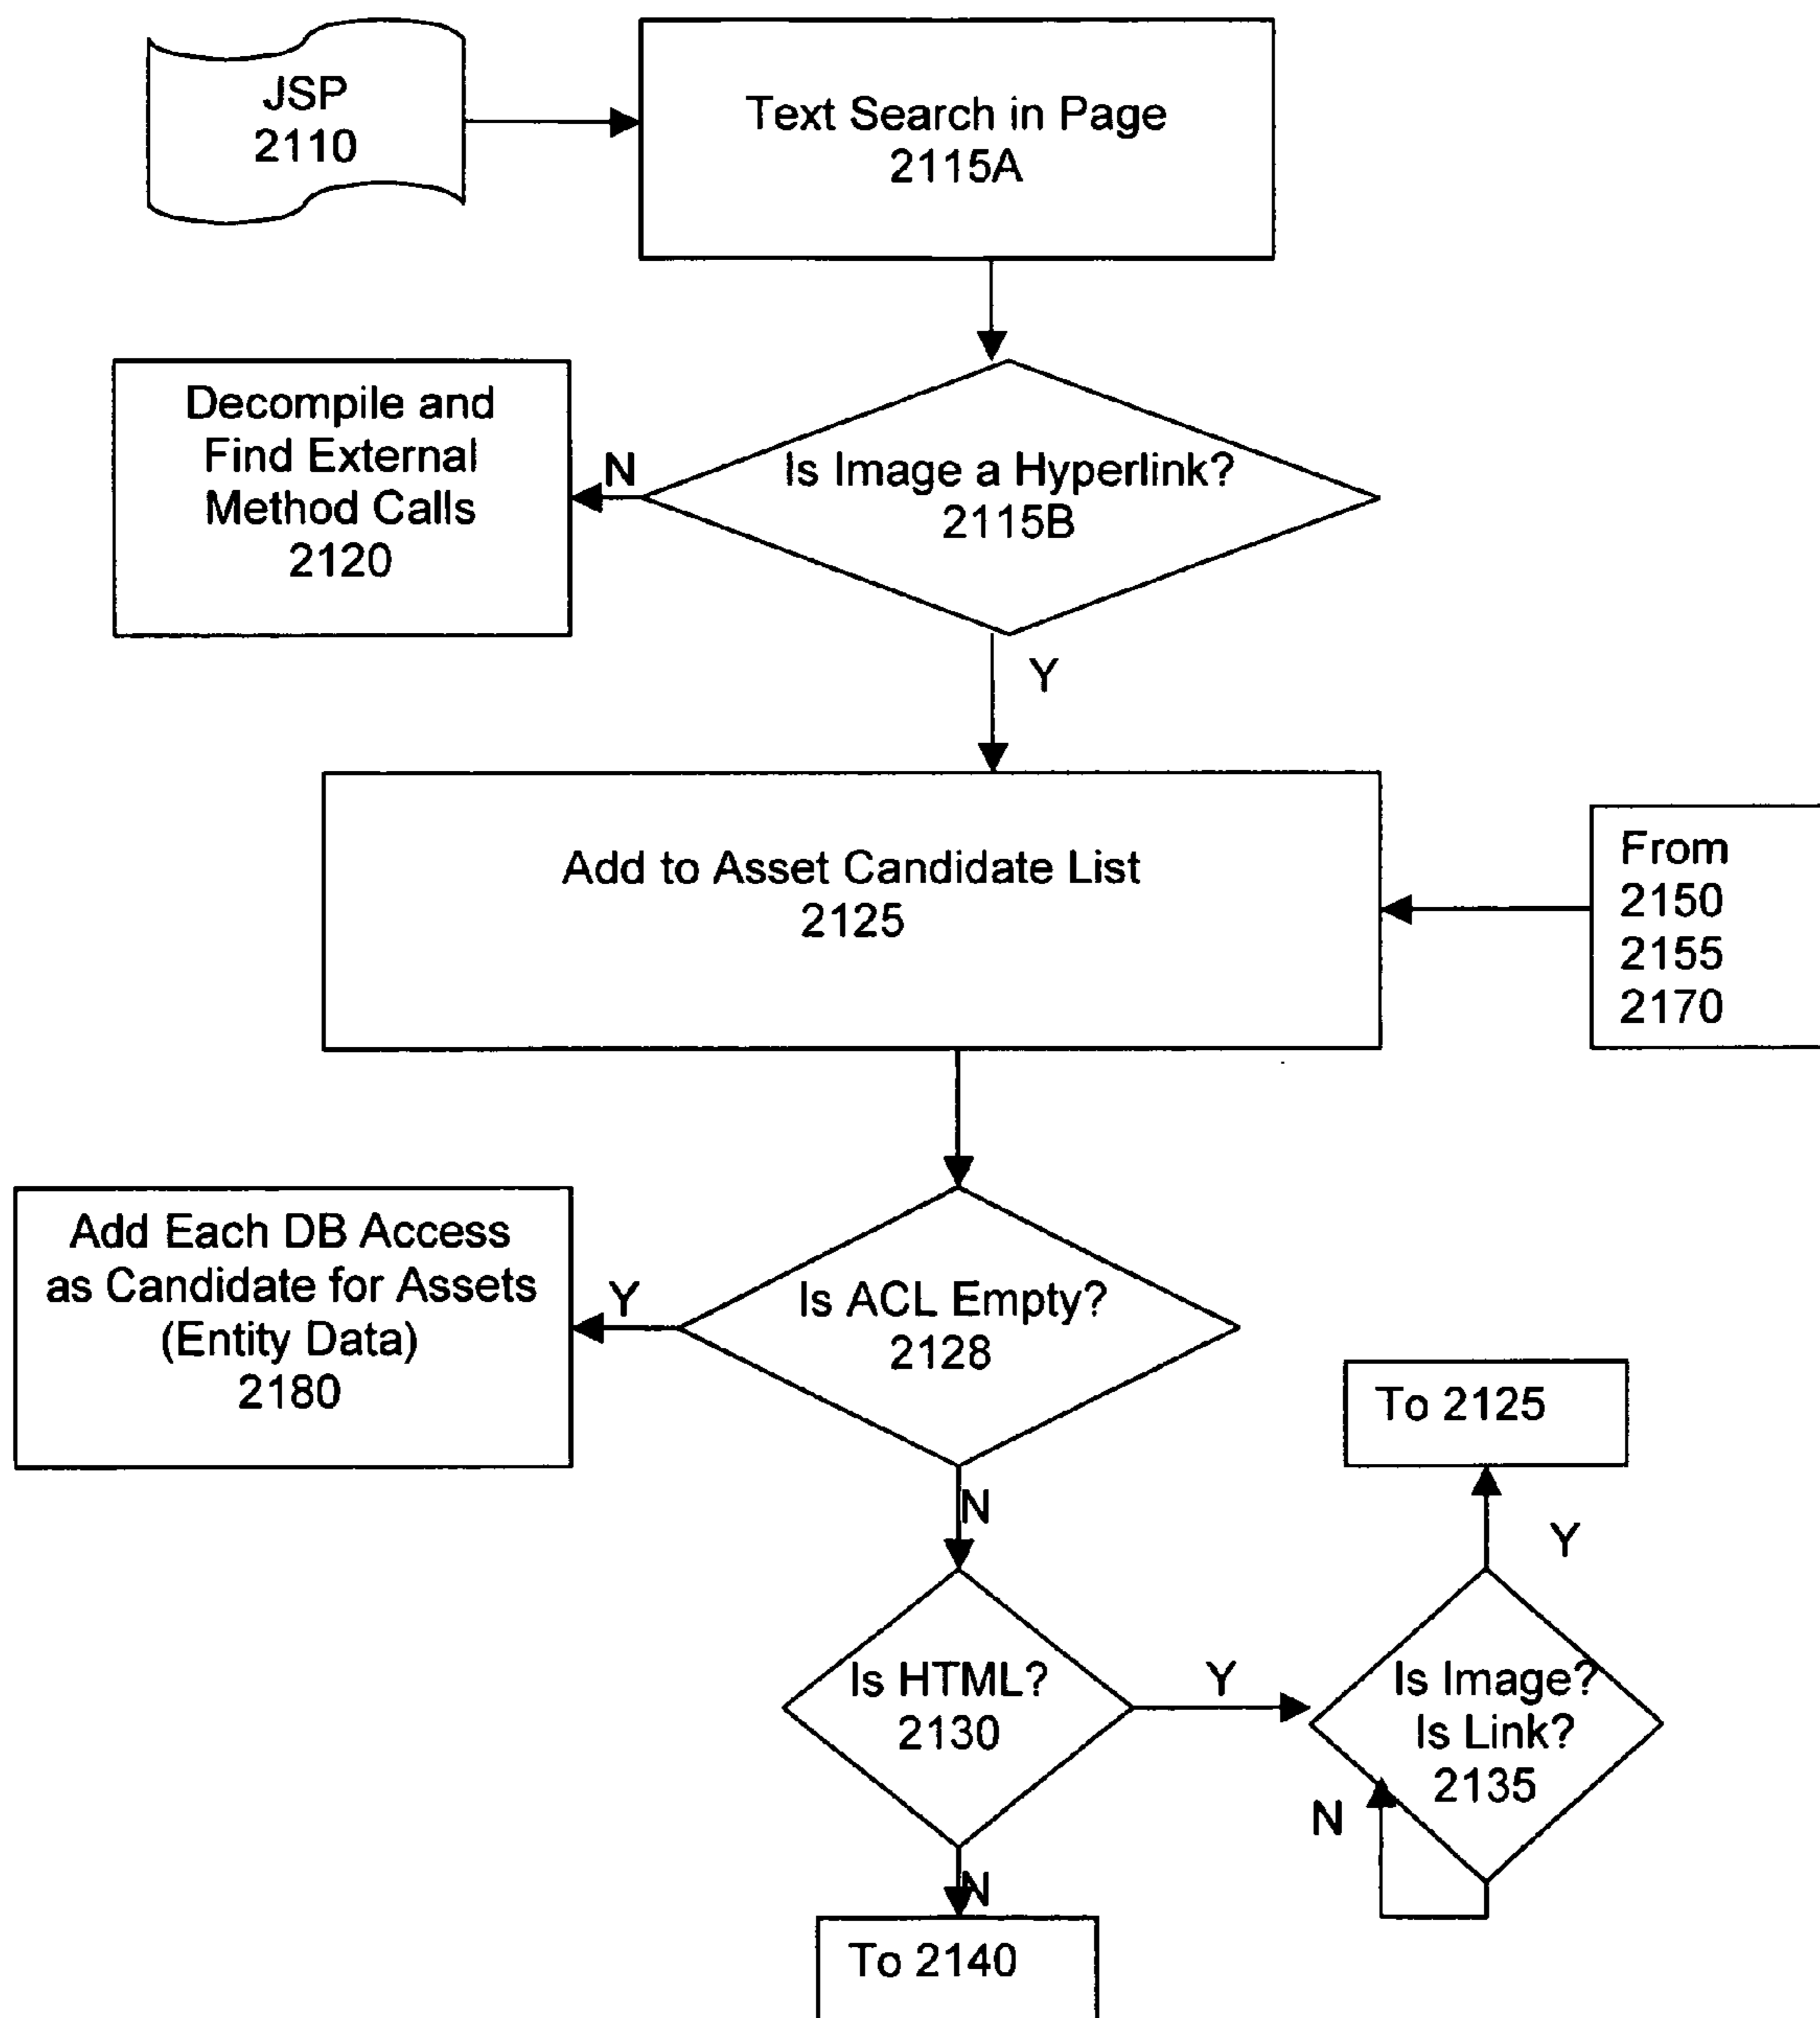 JSP
2110
Text Search in Page
2115A
Decompile and
Find External
Method Calls
2120
N
Is Image a Hyperlink?
2115B
Y
Add to Asset Candidate List
2125
From
2150
2155
2170
Add Each DB Access
as Candidate for Assets
(Entity Data)
2180
Y
Is ACL Empty?
2128
N
To 2125
Y
Is HTML?
2130
Y
Is Image?
Is Link?
2135
N
N
To 2140